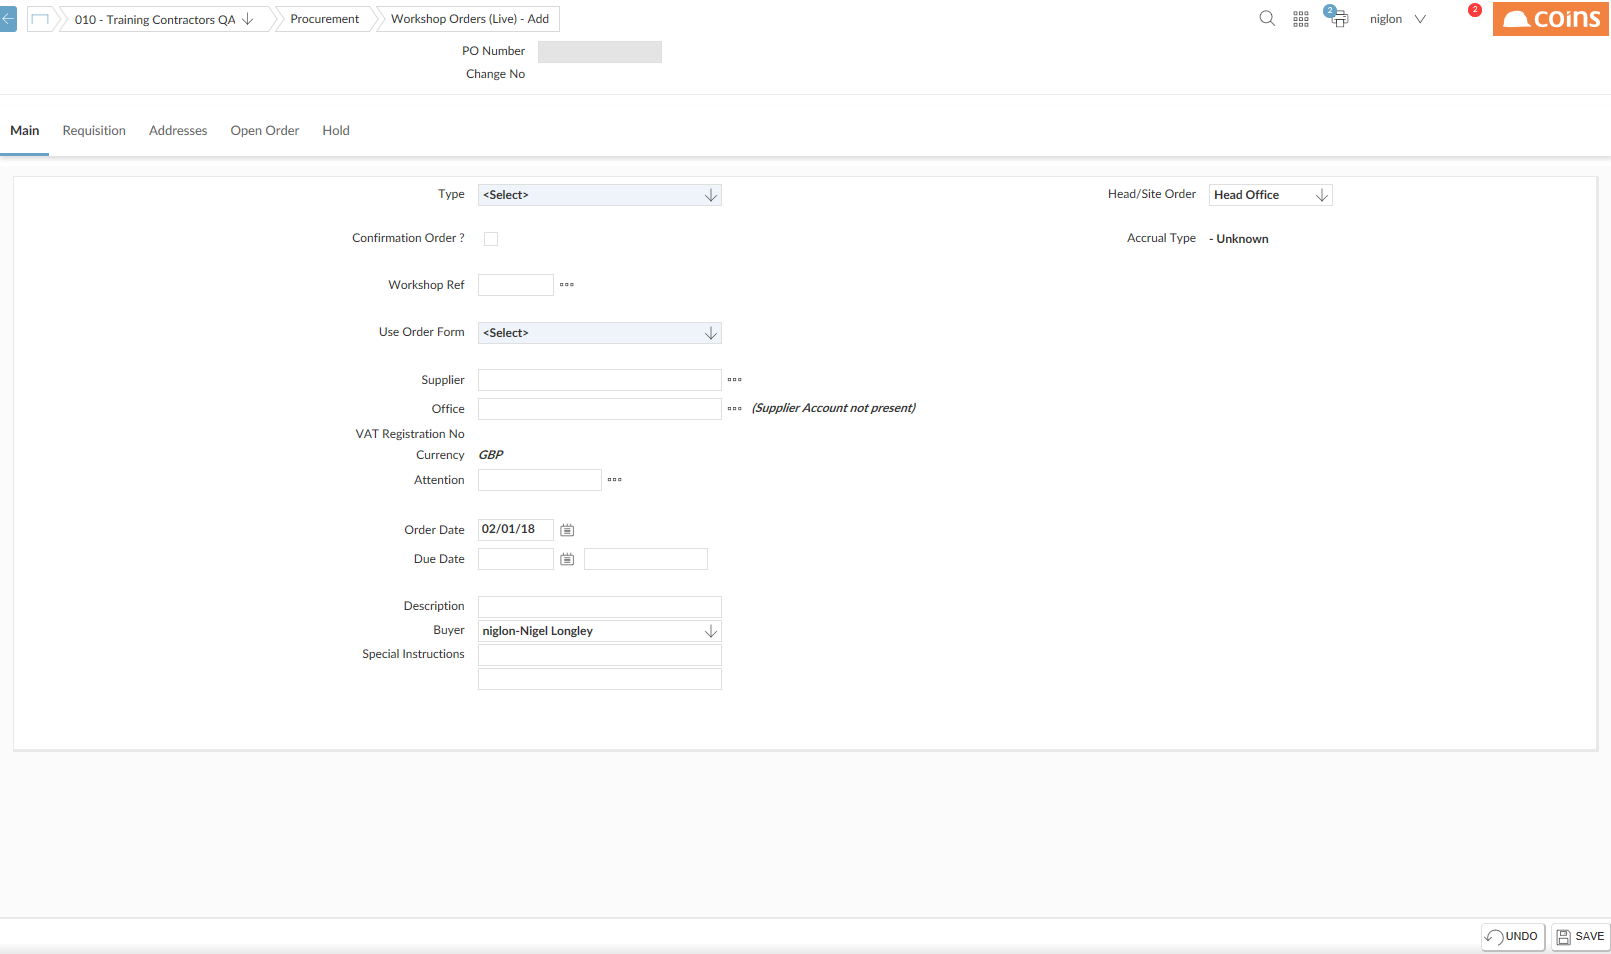 010 - Training Contractors QA
Procurement
Workshop Orders (Live) - Add
2
niglon
2
coins
PO Number
Change No
Main
Requisition
Addresses
Open Order
Hold
Type
<Select>
Head/Site Order
Head Office
Confirmation Order ?
Accrual Type
- Unknown
Workshop Ref
Use Order Form
<Select>
Supplier
Office
(Supplier Account not present)
VAT Registration No
Currency
GBP
Attention
Order Date
02/01/18
Due Date
Description
Buyer
niglon-Nigel Longley
Special Instructions
UNDO
SAVE